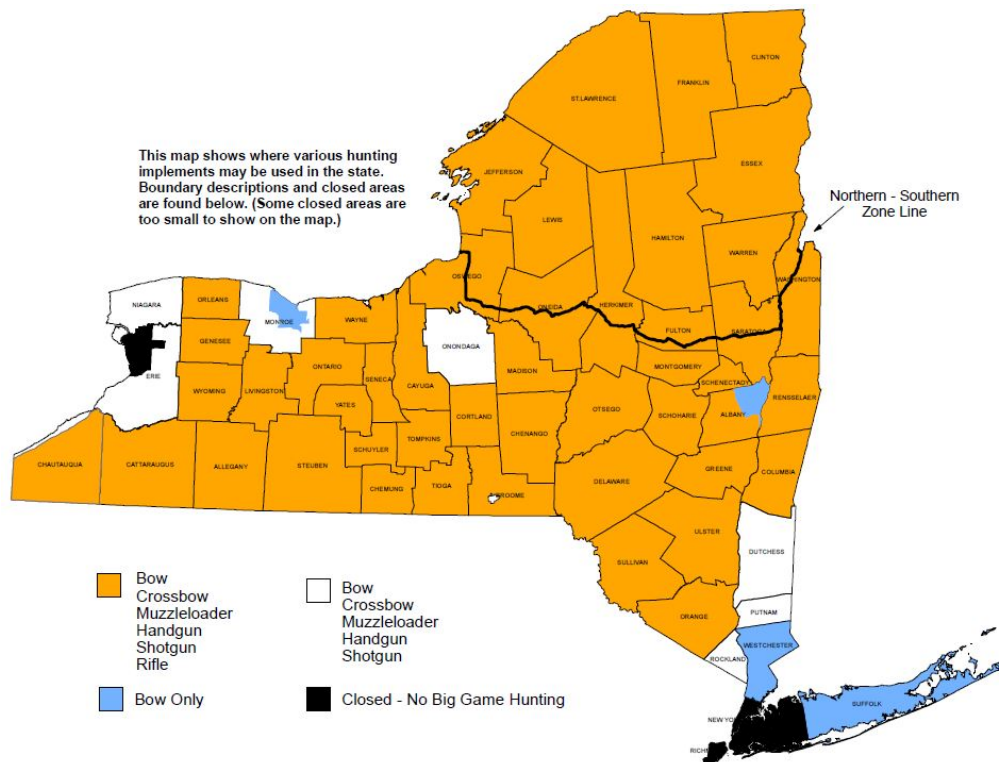 CLINTON
FRANKLIN
ST.LAWRENCE
This map shows where various hunting
implements may be used in the state.
Boundary descriptions and closed areas
are found below. (Some closed areas are
too small to show on the map.)
ESSEX
JEFFERSON
Northern - Southern
Zone Line
LEWIS
HAMILTON
WARREN
OSWEGO
WASHINGTON
NIAGARA
ORLEANS
ONEIDA
HERKIMER
MONROE
WAYNE
FULTON
SARATOGA
GENESEE
ONONDAGA
MADISON
MONTGOMERY
ONTARIO
ERIE
SENECA
CAYUGA
SCHENECTADY
WYOMING
LIVINGSTON
RENSSELAER
YATES
OTSEGO
SCHOHARIE
ALBANY
CORTLAND
CHENANGO
TOMPKINS
SCHUYLER
CHAUTAUQUA
CATTARAUGUS
ALLEGANY
STEUBEN
GREENE
COLUMBIA
DELAWARE
CHEMUNG
TIOGA
BROOME
ULSTER
DUTCHESS
SULLIVAN
PUTNAM
ORANGE
WESTCHESTER
ROCKLAND
SUFFOLK
NEW YO
RICH
Bow
Crossbow
Muzzleloader
Handgun
Shotgun
Rifle
Bow
Crossbow
Muzzleloader
Handgun
Shotgun
Bow Only
Closed - No Big Game Hunting